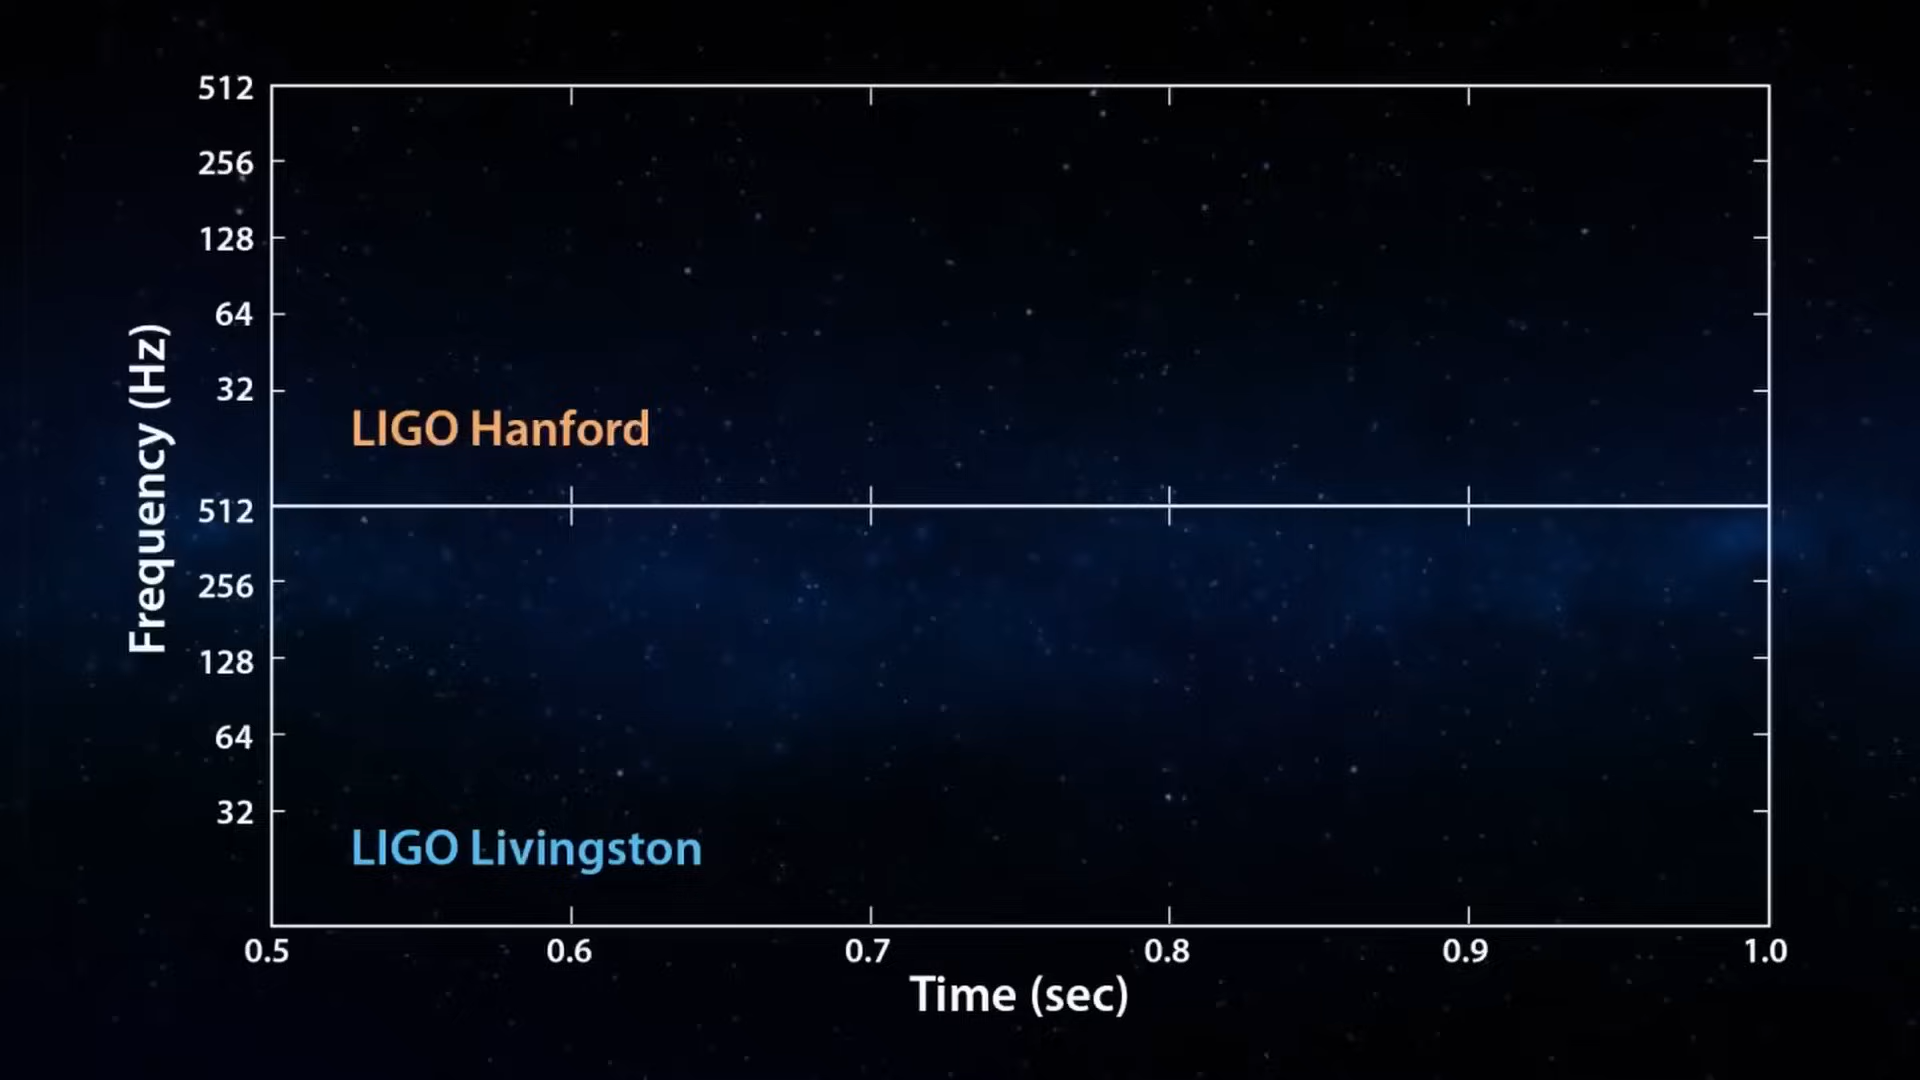 Frequency (Hz)
512
256
128
64
32
LIGO Hanford
512
256
128
64
32
LIGO Livingston
0.5 0.6 0.7 0.8 0.9 1.0
Time (sec)